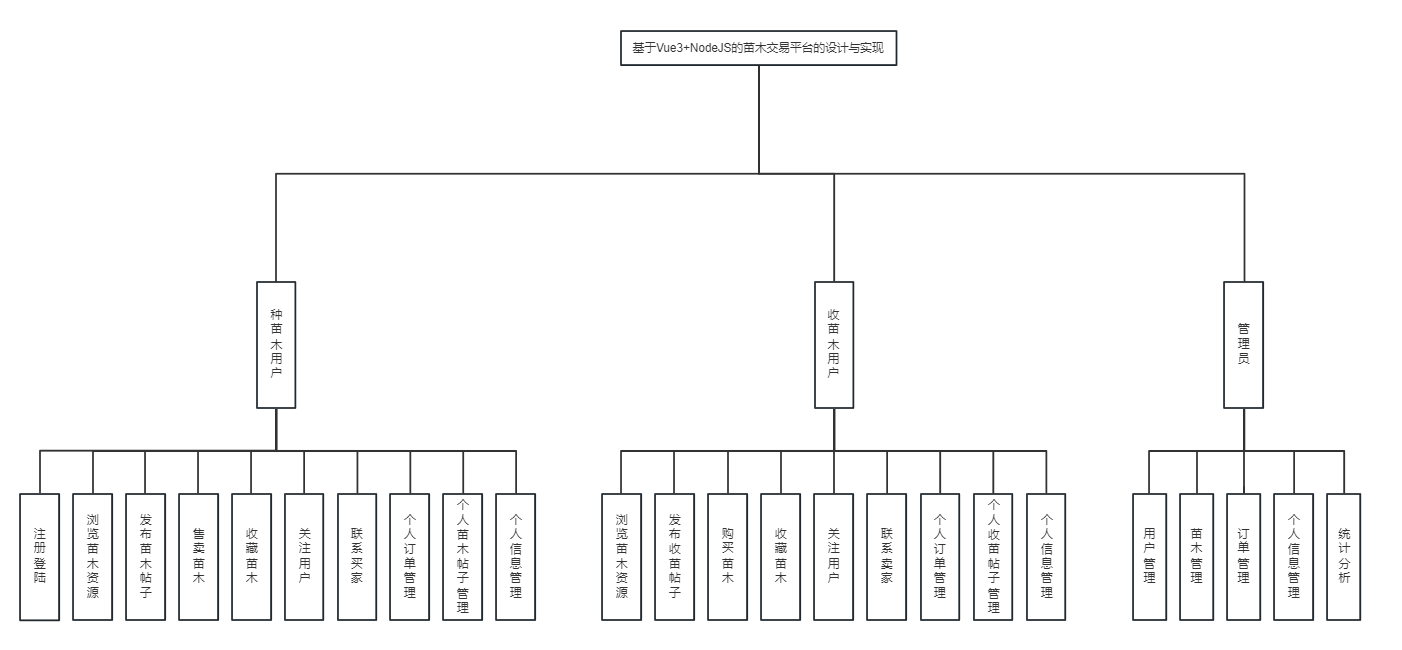 基于Vue3+NodeJS的苗木交易平台的设计与实现
种苗木用户
收苗木用户
管理员
注册登陆
浏览苗木资源
发布苗木帖子
售卖苗木
收藏苗木
关注用户
联系买家
个人订单管理
个人苗木帖子管理
个人信息管理
浏览苗木资源
发布收苗帖子
购买苗木
收藏苗木
关注用户
联系卖家
个人订单管理
个人收苗帖子管理
个人信息管理
用户管理
苗木管理
订单管理
个人信息管理
统计分析